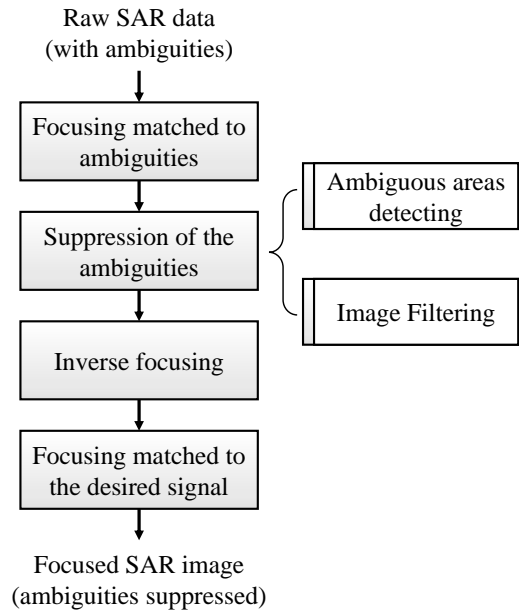 Raw SAR data
(with ambiguities)
Focusing matched to
ambiguities
Suppression of the
ambiguities
Ambiguous areas
detecting
Image Filtering
Inverse focusing
Focusing matched to
the desired signal
Focused SAR image
(ambiguities suppressed)